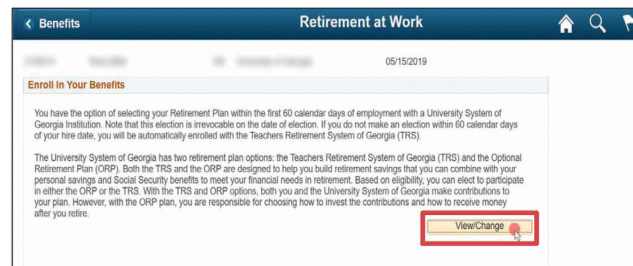 Benefits
Retirement at Work
05/15/2019
Enroll In Your Benefits
You have the option of selecting your Retirement Plan within the first 60 calendar days of employment with a University System of
Georgia Institution. Note that this election is irrevocable on the date of election. If you do not make an election within 60 calendar days
of your hire date, you will be automatically enrolled with the Teachers Retirement System of Georgia (TRS).
The University System of Georgia has two retirement plan options: the Teachers Retirement System of Georgia (TRS) and the Optional
Retirement Plan (ORP). Both the TRS and the ORP are designed to help you build retirement savings that you can combine with your
personal savings and Social Security benefits to meet your financial needs in retirement. Based on eligibility, you can elect to participate
in either the ORP or the TRS. With the TRS and ORP options, both you and the University System of Georgia make contributions to
your plan. However, with the ORP plan, you are responsible for choosing how to invest the contributions and how to receive money
after you retire.
View/Change